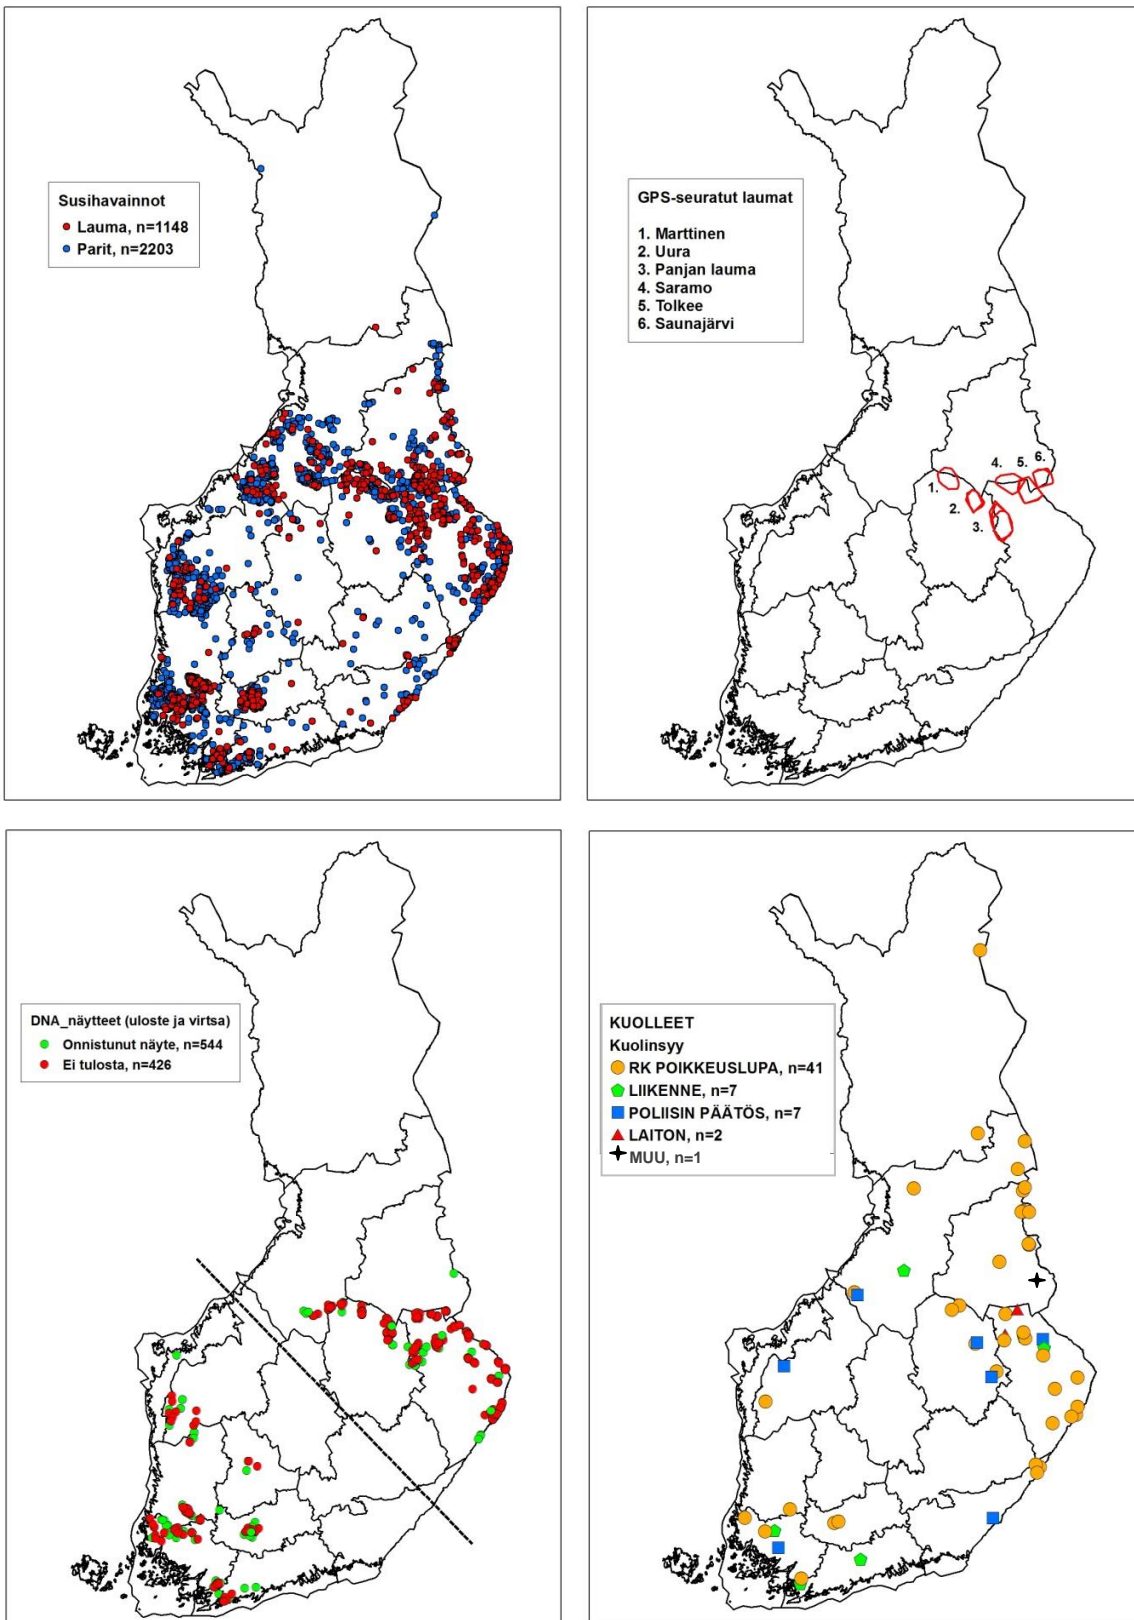 Susihavainnot
Lauma, n=1148
Parit, n=2203
GPS-seuratut laumat
1. Marttinen
2. Uura
3. Panjan lauma
4. Saramo
5. Tolkee
6. Saunajärvi
6.
4.
5.
1.
2.
3.
DNA_näytteet (uloste ja virtsa)
Onnistunut näyte, n=544
Ei tulosta, n=426
KUOLLEET
Kuolinsyy
RK POIKKEUSLUPA, n=41
LIIKENNE, n=7
POLIISIN PÄÄTÖS, n=7
LAITON, n=2
MUU, n=1